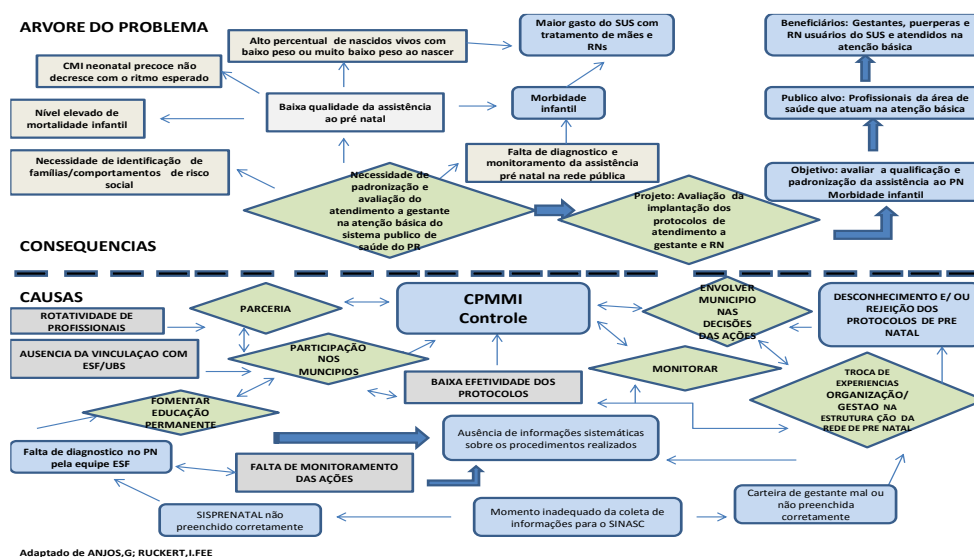 ARVORE DO PROBLEMA
Alto percentual de nascidos vivos com
baixo peso ou muito baixo peso ao nascer
Maior gasto do SUS com
tratamento de mães e
RNs
Beneficiários: Gestantes, puerperas e
RN usuários do SUS e atendidos na
atenção básica
CMI neonatal precoce não
decresce com o ritmo esperado
Nível elevado de
mortalidade infantil
Baixa qualidade da assistência
ao pré natal
Morbidade
infantil
Publico alvo: Profissionais da área de
saúde que atuam na atenção básica
Necessidade de identificação de
famílias/comportamentos de risco
social
Falta de diagnostico e
monitoramento da assistência
pré natal na rede pública
Necessidade de
padronização e
avaliação do
atendimento a gestante
na atenção básica do
sistema publico de
saúde do PR
Projeto: Avaliação da
implantação dos
protocolos de
atendimento a
gestante e RN
Objetivo: avaliar a qualificação e
padronização da assistência ao PN
Morbidade infantil
CONSEQUENCIAS
CAUSAS
ROTATIVIDADE DE
PROFISSIONAIS
PARCERIA
CPMMI
Controle
ENVOLVER
MUNICIPIO
NAS
DECISÕES
DAS AÇÕES
DESCONHECIMENTO E/ OU
REJEIÇÃO DOS
PROTOCOLOS DE PRE
NATAL
AUSENCIA DA VINCULAÇAO COM
ESF/UBS
PARTICIPAÇÃO
NOS
MUNCIPIOS
BAIXA EFETIVIDADE DOS
PROTOCOLOS
MONITORAR
TROCA DE
EXPERIENCIAS
ORGANIZAÇÃO/
GESTAO NA
ESTRUTURA ÇÃO DA
REDE DE PRE NATAL
FOMENTAR
EDUCAÇÃO
PERMANENTE
Ausência de informações sistemáticas
sobre os procedimentos realizados
Falta de diagnostico no PN
pela equipe ESF
FALTA DE MONITORAMENTO
DAS AÇÕES
SISPRENATAL não
preenchido corretamente
Momento inadequado da coleta de
informações para o SINASC
Carteira de gestante mal ou
não preenchida
corretamente
Adaptado de ANJOS,G; RUCKERT,I.FEE